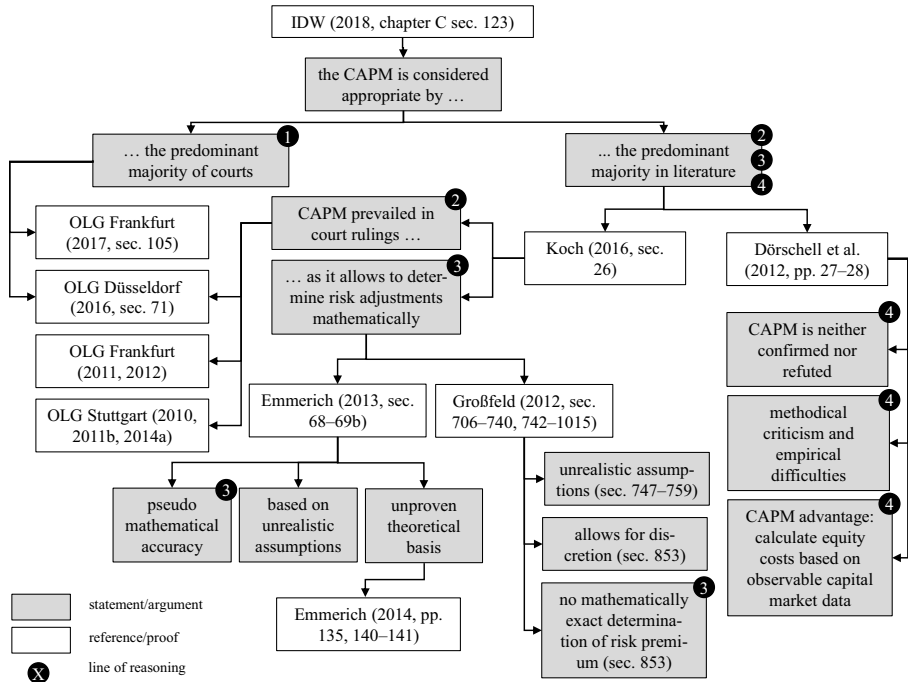 IDW (2018, chapter C sec. 123)
the CAPM is considered
appropriate by …
1
… the predominant
majority of courts
2
3
4
... the predominant
majority in literature
OLG Frankfurt
(2017, sec. 105)
OLG Düsseldorf
(2016, sec. 71)
OLG Frankfurt
(2011, 2012)
OLG Stuttgart (2010,
2011b, 2014a)
2
CAPM prevailed in
court rulings …
3
… as it allows to deter-
mine risk adjustments
mathematically
Koch (2016, sec.
26)
Dörschell et al.
(2012, pp. 27–28)
4
CAPM is neither
confirmed nor
refuted
4
methodical
criticism and
empirical
difficulties
4
CAPM advantage:
calculate equity
costs based on
observable capital
market data
Emmerich
(2013, sec.
68–69b)
Großfeld (2012, sec.
706–740, 742–1015)
3
pseudo
mathematical
accuracy
based on
unrealistic
assumptions
unproven
theoretical
basis
Emmerich (2014, pp.
135, 140–141)
unrealistic assump-
tions (sec. 747–759)
allows for dis-
cretion (sec. 853)
3
no mathematically
exact determina-
tion of risk pre-
mium (sec. 853)
statement/argument
reference/proof
X
line of reasoning